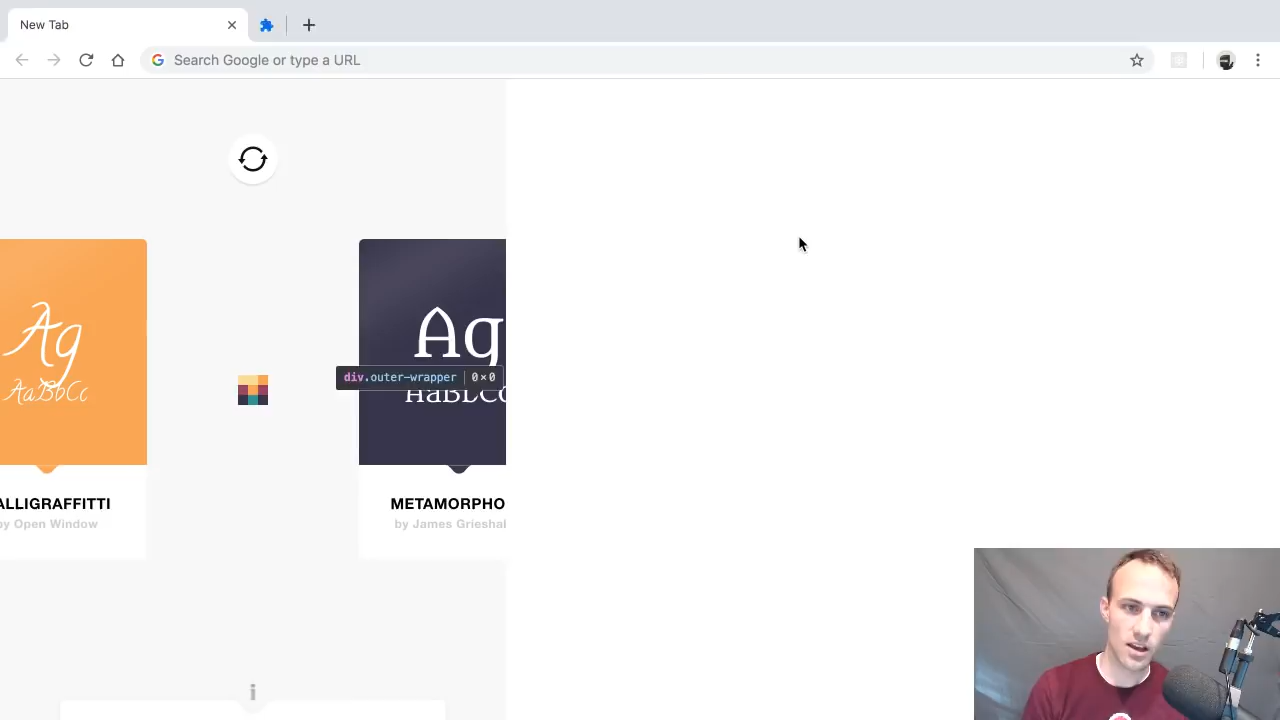 New Tab
Search Google or type a URL
Ag
AaBbCc
ALLIGRAFFITTI
by Open Window
Ag
div.outer-wrapper 0×0
METAMORPHO
by James Grieshal
i